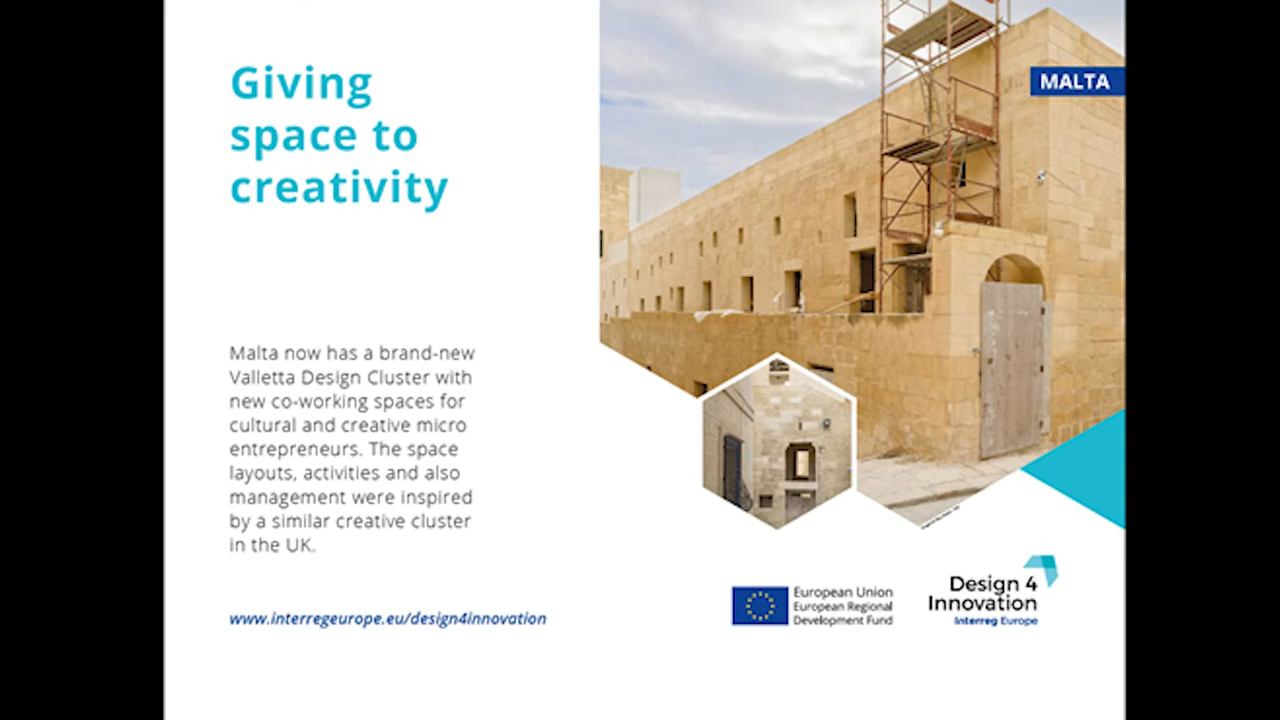 Giving
space to
creativity
MALTA
Malta now has a brand-new
Valletta Design Cluster with
new co-working spaces for
cultural and creative micro
entrepreneurs. The space
layouts, activities and also
management were inspired
by a similar creative cluster
in the UK.
www.interregeurope.eu/design4innovation
European Union
European Regional
Development Fund
Design 4
Innovation
Interreg Europe